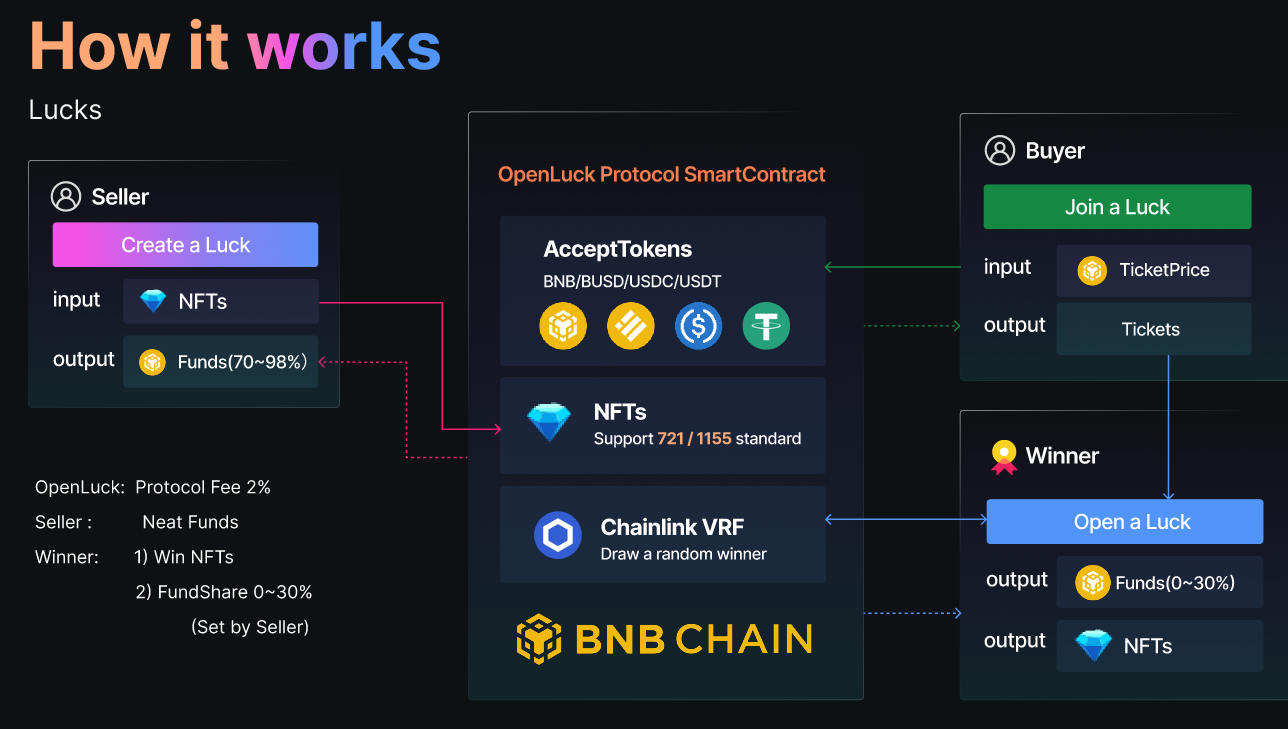 How it works
Lucks
Seller
Create a Luck
input NFTs
output Funds(70~98%)
OpenLuck: Protocol Fee 2%
Seller : Neat Funds
Winner: 1) Win NFTs
2) FundShare 0~30%
(Set by Seller)
OpenLuck Protocol SmartContract
AcceptTokens
BNB/BUSD/USDC/USDT
NFTs
Support 721 / 1155 standard
Chainlink VRF
Draw a random winner
BNB CHAIN
Buyer
Join a Luck
input TicketPrice
output Tickets
Winner
Open a Luck
output Funds(0~30%)
output NFTs